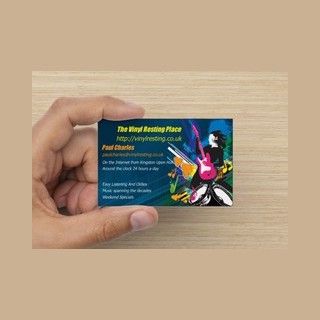 The Vinyl Resting Place
http://vinylresting.co.uk
Paul Charles
paulcharles@vinylresting.co.uk
On the Internet from Kingston Upon Hull
Around the clock 24 hours a day
Easy Listening And Oldies
Music spanning the decades
Weekend Specials